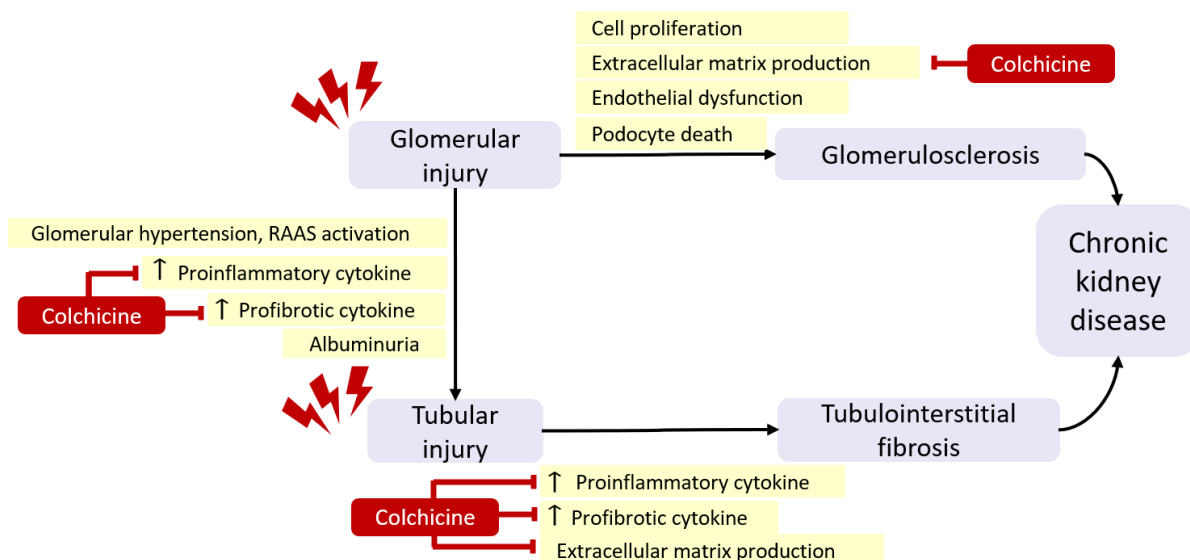 Cell proliferation
Extracellular matrix production
Colchicine
Endothelial dysfunction
Podocyte death
Glomerular
injury
Glomerulosclerosis
Glomerular hypertension, RAAS activation
↑ Proinflammatory cytokine
↑ Profibrotic cytokine
Colchicine
Albuminuria
Chronic
kidney
disease
Tubular
injury
Tubulointerstitial
fibrosis
↑ Proinflammatory cytokine
Colchicine
↑ Profibrotic cytokine
Extracellular matrix production